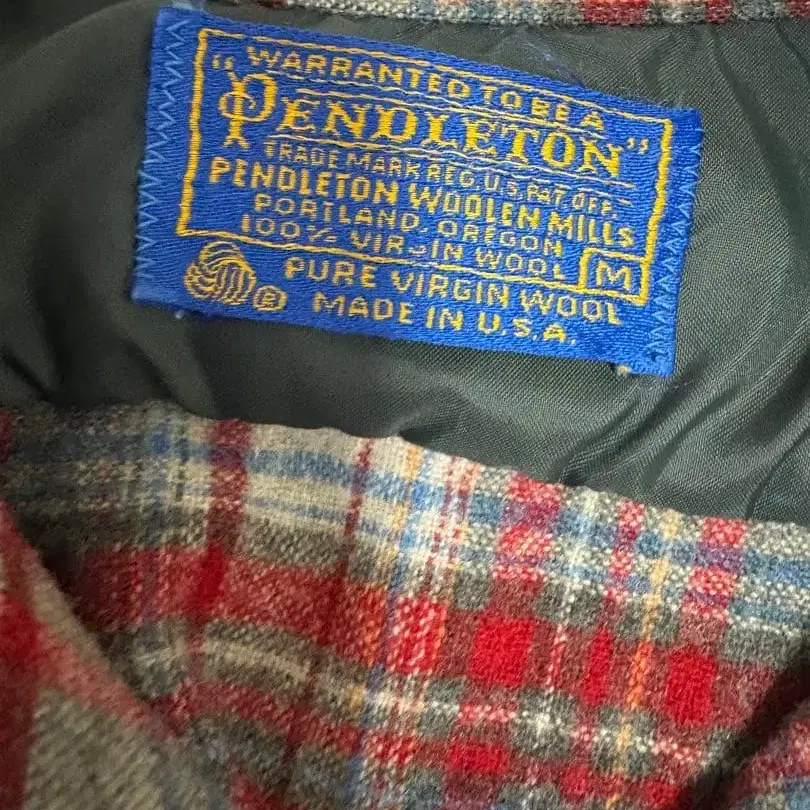 WARRANTED TO BE A
"PENDLETON"
TRADE MARK REG. U.S. PAT. OFF.
PENDLETON WOOLEN MILLS
PORTLAND, OREGON
100% VIRGIN WOOL
M
PURE VIRGIN WOOL
® MADE IN U.S.A.